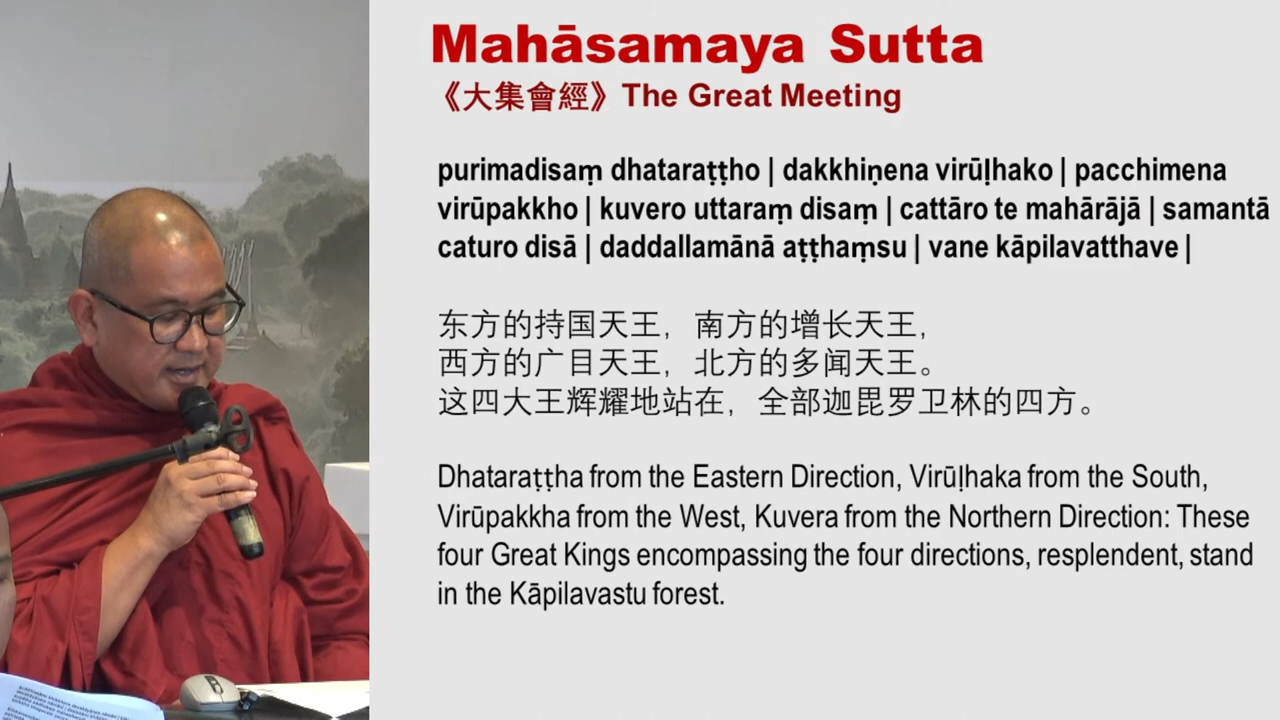 Mahāsamaya Sutta
《大集會經》The Great Meeting
purimadisaṃ dhataraṭṭho | dakkhiṇena virūḷhako | pacchimena
virūpakkho | kuvero uttaraṃ disaṃ | cattāro te mahārājā | samantā
caturo disā | daddallamānā aṭṭhaṃsu | vane kāpilavatthave |
东方的持国天王，南方的增长天王，
西方的广目天王，北方的多闻天王。
这四大王辉耀地站在，全部迦毘罗卫林的四方。
Dhataraṭṭha from the Eastern Direction, Virūḷhaka from the South,
Virūpakkha from the West, Kuvera from the Northern Direction: These
four Great Kings encompassing the four directions, resplendent, stand
in the Kāpilavastu forest.